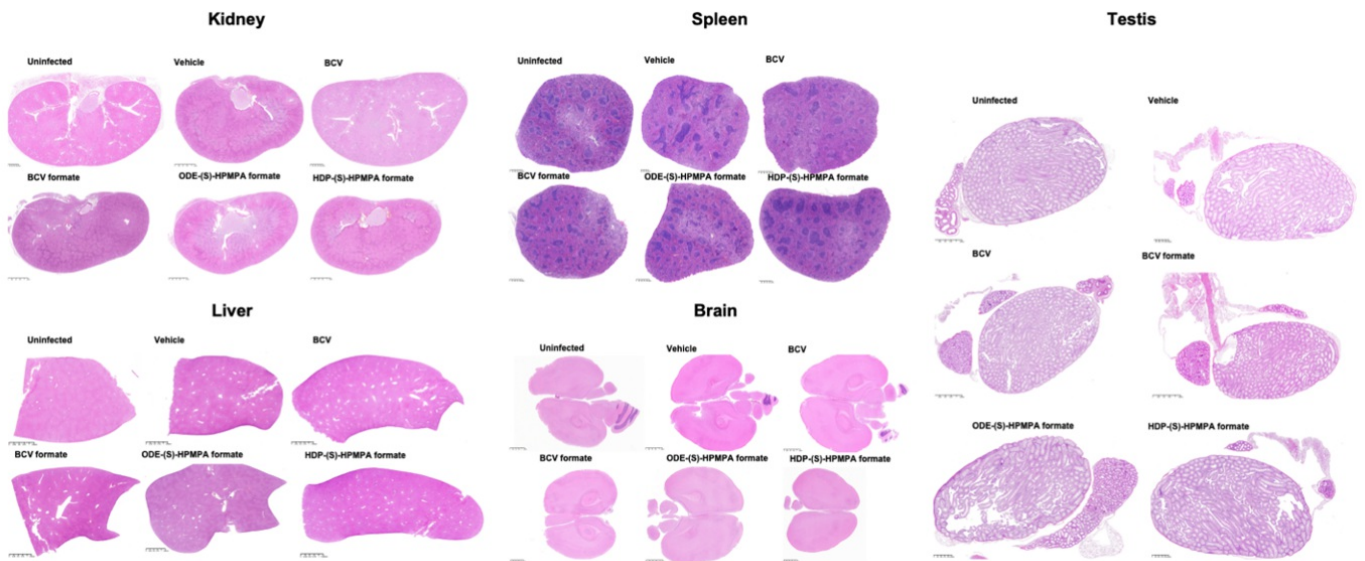 Kidney
Uninfected
Vehicle
BCV
BCV formate
ODE-(S)-HPMPA formate
HDP-(S)-HPMPA formate
Spleen
Uninfected
Vehicle
BCV
BCV formate
ODE-(S)-HPMPA formate
HDP-(S)-HPMPA formate
Testis
Uninfected
Vehicle
BCV
BCV formate
ODE-(S)-HPMPA formate
HDP-(S)-HPMPA formate
Liver
Uninfected
Vehicle
BCV
BCV formate
ODE-(S)-HPMPA formate
HDP-(S)-HPMPA formate
Brain
Uninfected
Vehicle
BCV
BCV formate
ODE-(S)-HPMPA formate
HDP-(S)-HPMPA formate